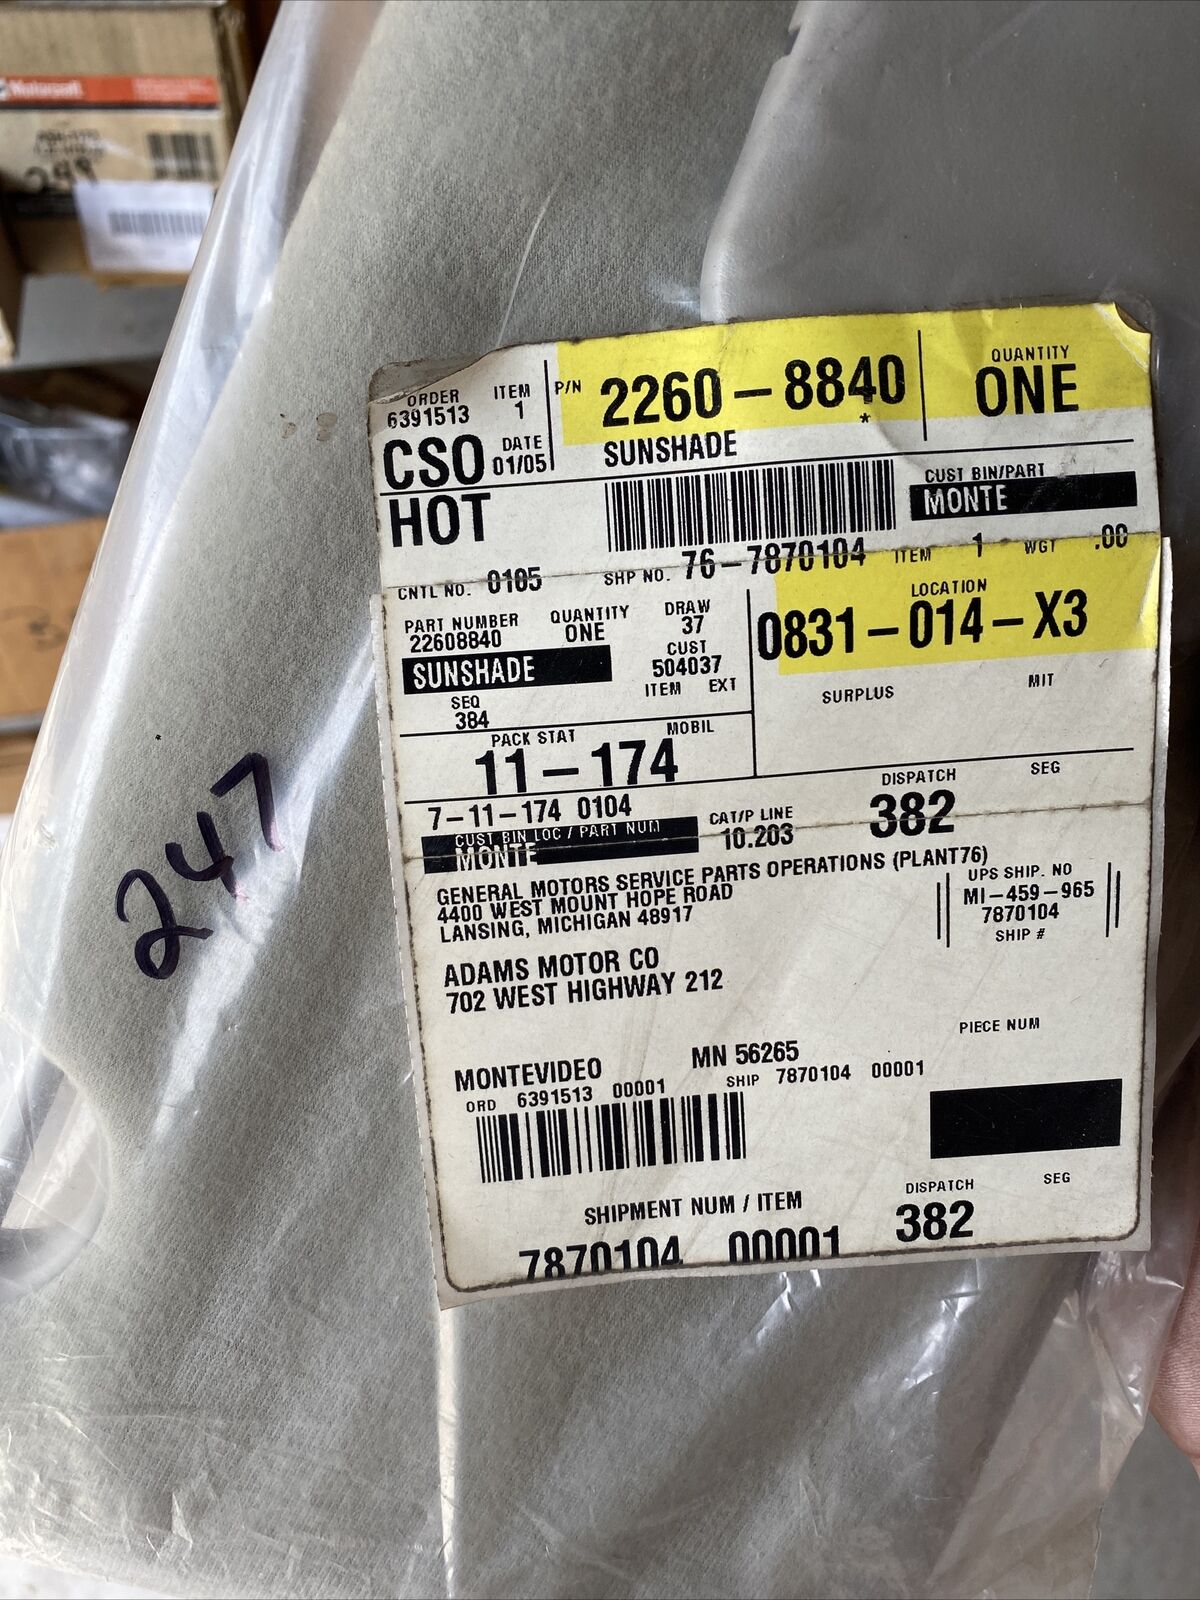 Motorcraft
ORDER ITEM P/N 2260-8840 QUANTITY
6391513 1 ONE
CSO DATE 01/05 SUNSHADE *
HOT CUST BIN/PART
MONTE
CNTL NO. 0105 SHP NO. 76-7870104 ITEM 1 WGT .00
PART NUMBER QUANTITY DRAW LOCATION
22608840 ONE 37 0831-014-X3
SUNSHADE CUST
504037
SEQ ITEM EXT SURPLUS MIT
384
PACK STAT MOBIL
11-174
7-11-174 0104 CAT/P LINE DISPATCH SEG
CUST BIN LOC / PART NUM 10.203 382
MONTE
GENERAL MOTORS SERVICE PARTS OPERATIONS (PLANT76)
4400 WEST MOUNT HOPE ROAD
LANSING, MICHIGAN 48917
UPS SHIP. NO
MI-459-965
7870104
SHIP #
ADAMS MOTOR CO
702 WEST HIGHWAY 212
PIECE NUM
MONTEVIDEO MN 56265
ORD 6391513 00001 SHIP 7870104 00001
SHIPMENT NUM / ITEM DISPATCH SEG
7870104 00001 382
247